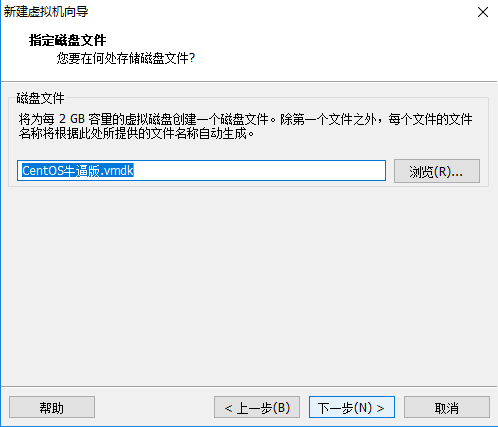 新建虚拟机向导
指定磁盘文件
您要在何处存储磁盘文件?
磁盘文件
将为每 2 GB 容量的虚拟磁盘创建一个磁盘文件。除第一个文件之外，每个文件的文件
名称将根据此处所提供的文件名称自动生成。
CentOS牛逼版.vmdk
浏览(R)...
帮助
< 上一步(B)
下一步(N) >
取消